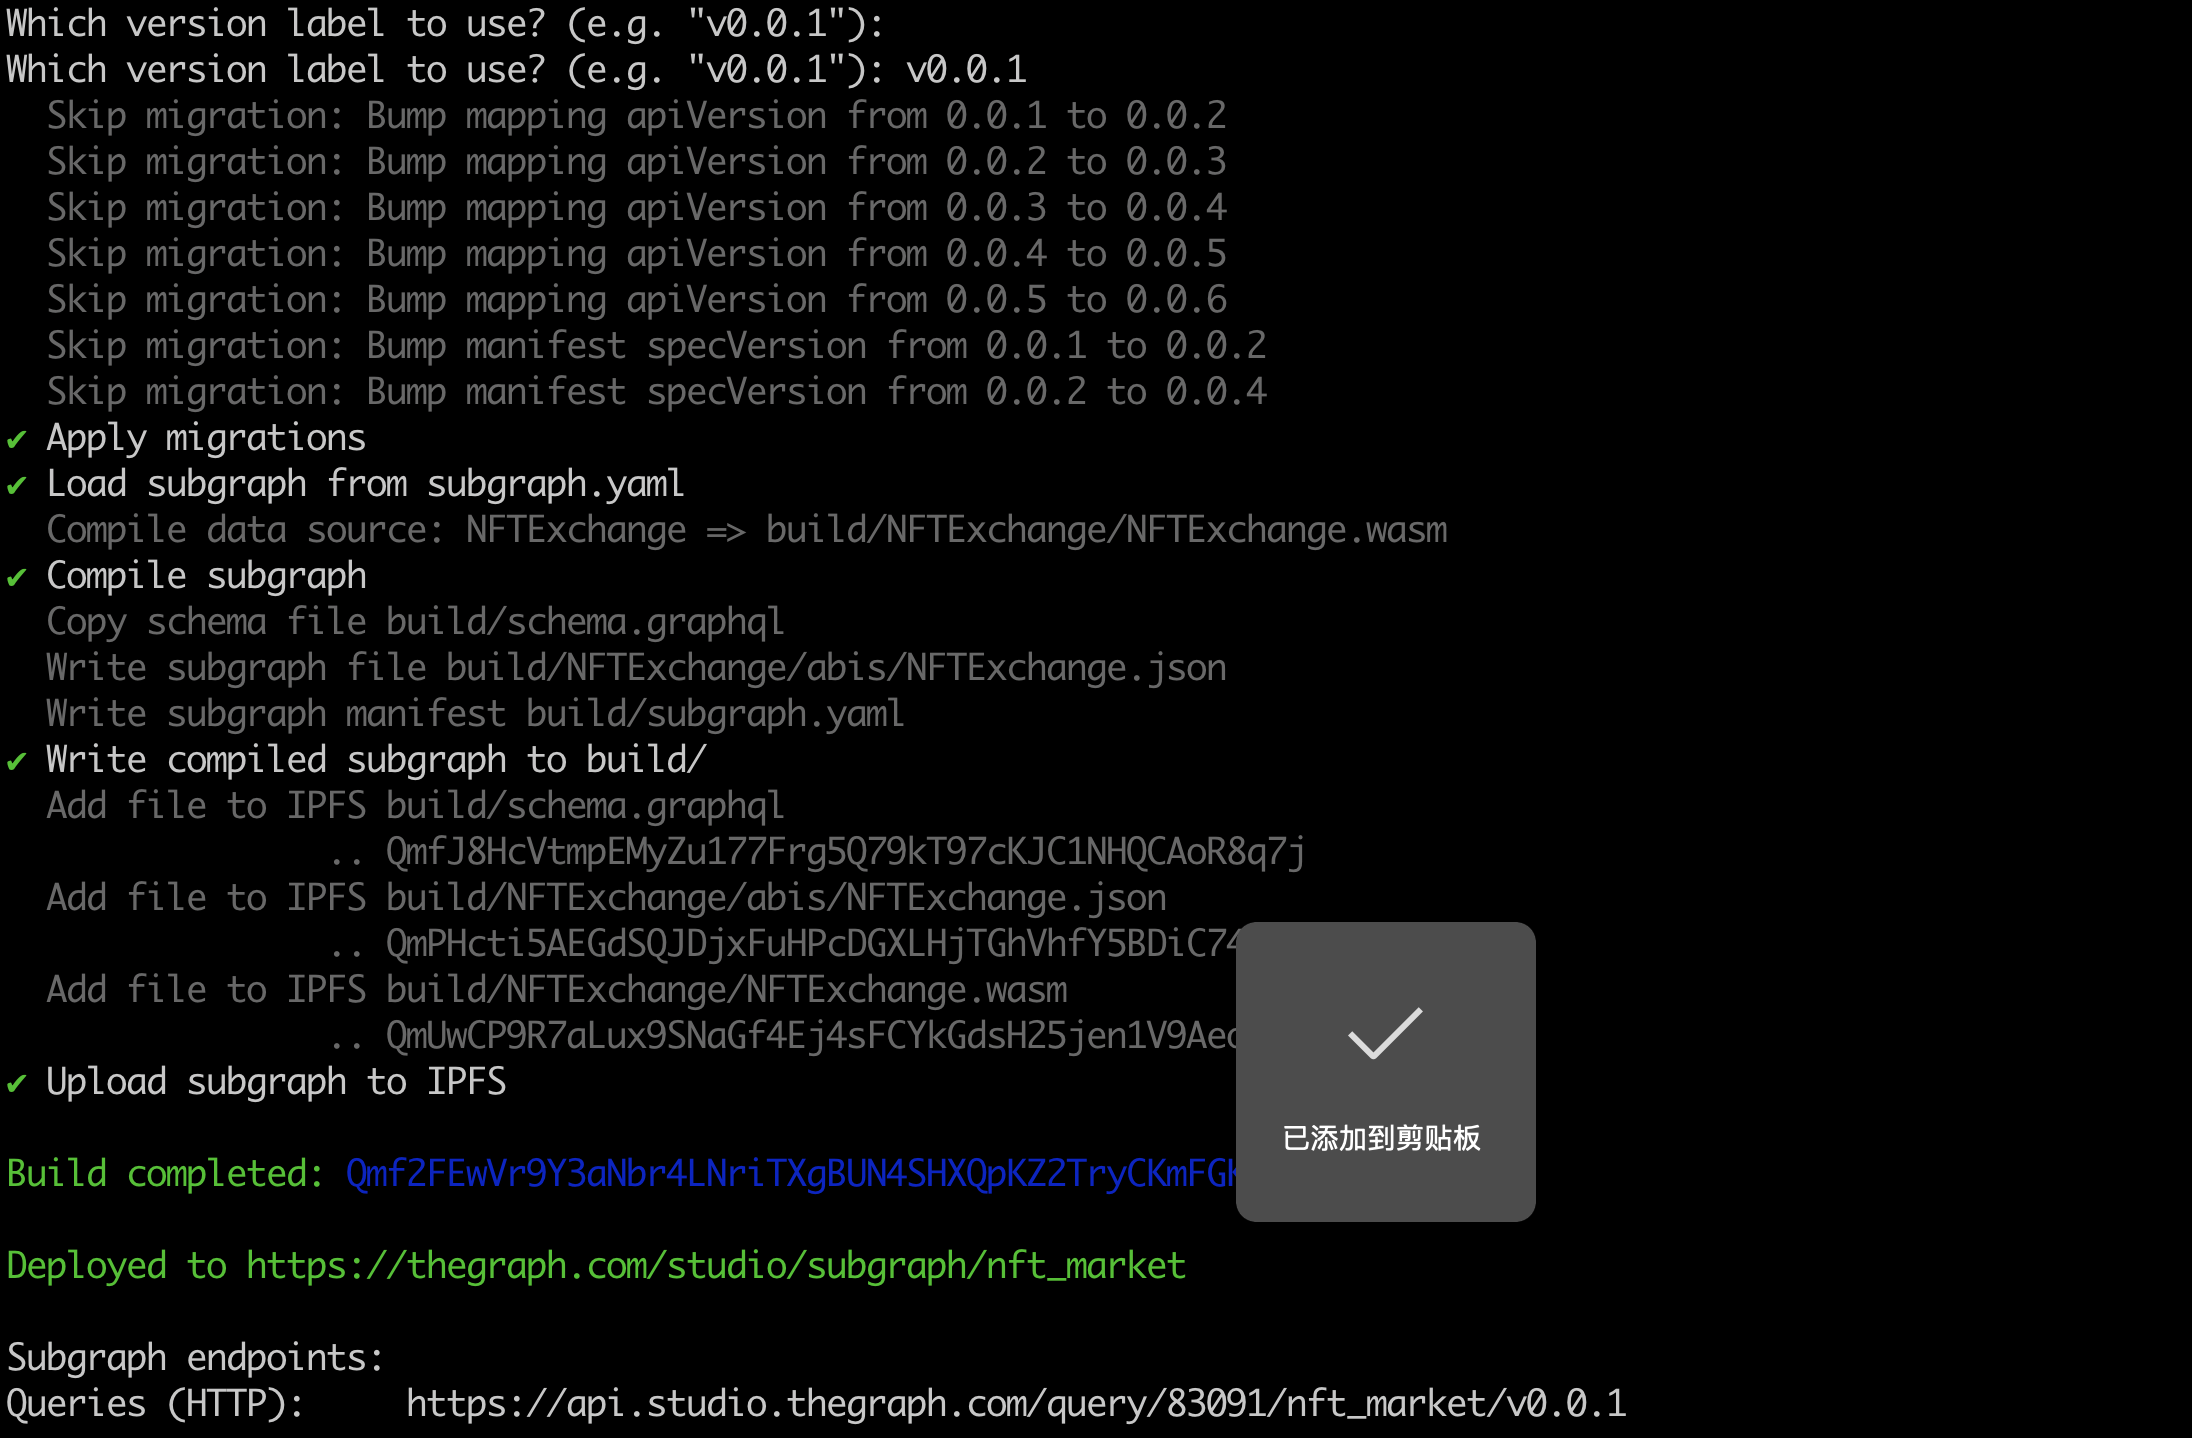 Which version label to use? (e.g. "v0.0.1"):
Which version label to use? (e.g. "v0.0.1"): v0.0.1
Skip migration: Bump mapping apiVersion from 0.0.1 to 0.0.2
Skip migration: Bump mapping apiVersion from 0.0.2 to 0.0.3
Skip migration: Bump mapping apiVersion from 0.0.3 to 0.0.4
Skip migration: Bump mapping apiVersion from 0.0.4 to 0.0.5
Skip migration: Bump mapping apiVersion from 0.0.5 to 0.0.6
Skip migration: Bump manifest specVersion from 0.0.1 to 0.0.2
Skip migration: Bump manifest specVersion from 0.0.2 to 0.0.4
✔ Apply migrations
✔ Load subgraph from subgraph.yaml
Compile data source: NFTExchange => build/NFTExchange/NFTExchange.wasm
✔ Compile subgraph
Copy schema file build/schema.graphql
Write subgraph file build/NFTExchange/abis/NFTExchange.json
Write subgraph manifest build/subgraph.yaml
✔ Write compiled subgraph to build/
Add file to IPFS build/schema.graphql
.. QmfJ8HcVtmpEMyZu177Frg5Q79kT97cKJC1NHQCAoR8q7j
Add file to IPFS build/NFTExchange/abis/NFTExchange.json
.. QmPHcti5AEGdSQJDjxFuHPcDGXLHjTGhVhfY5BDiC74
Add file to IPFS build/NFTExchange/NFTExchange.wasm
.. QmUwCP9R7aLux9SNaGf4Ej4sFCYkGdsH25jen1V9Aec
✔ Upload subgraph to IPFS
已添加到剪贴板
Build completed: Qmf2FEwVr9Y3aNbr4LNriTXgBUN4SHXQpKZ2TryCKmFGK
Deployed to https://thegraph.com/studio/subgraph/nft_market
Subgraph endpoints:
Queries (HTTP): https://api.studio.thegraph.com/query/83091/nft_market/v0.0.1